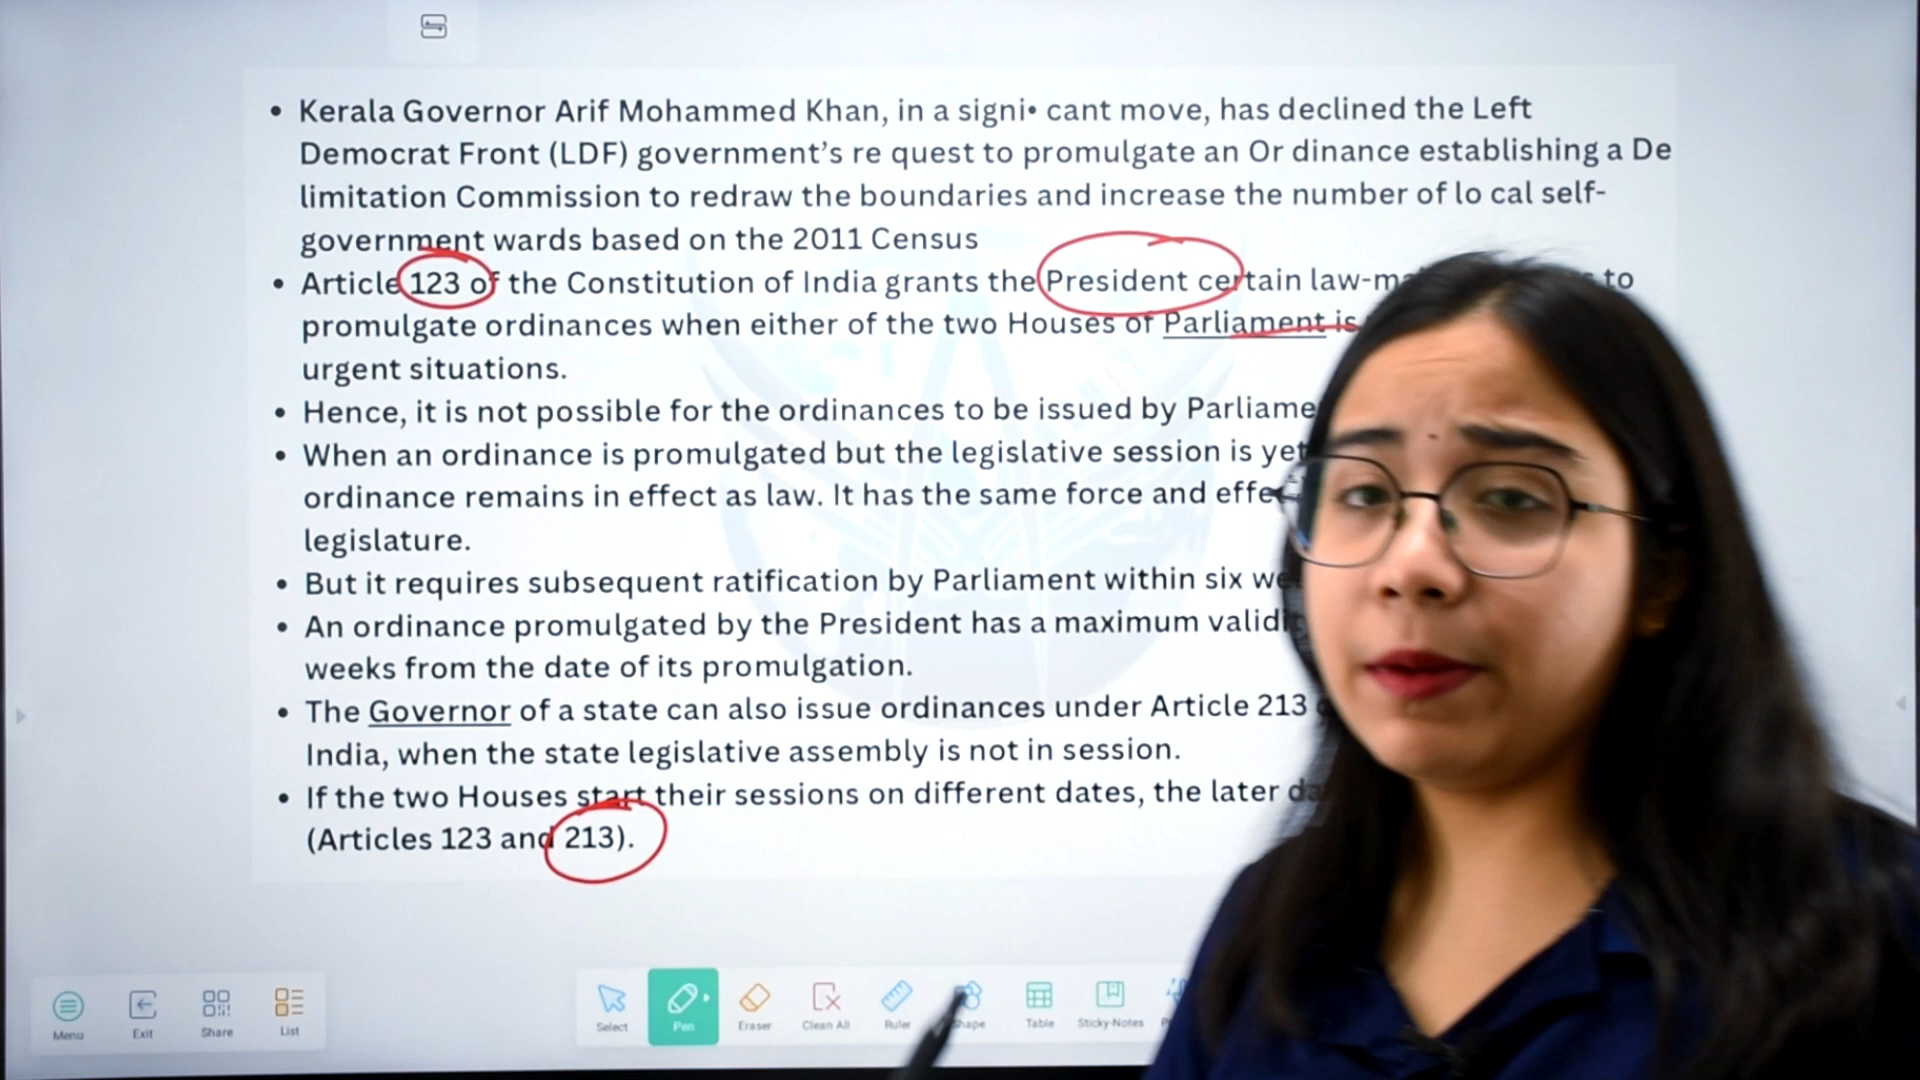 • Kerala Governor Arif Mohammed Khan, in a signi• cant move, has declined the Left
Democrat Front (LDF) government's re quest to promulgate an Or dinance establishing a De
limitation Commission to redraw the boundaries and increase the number of lo cal self-
government wards based on the 2011 Census
• Article 123 of the Constitution of India grants the President certain law-ma to
promulgate ordinances when either of the two Houses of Parliament is
urgent situations.
• Hence, it is not possible for the ordinances to be issued by Parliame
• When an ordinance is promulgated but the legislative session is yet
ordinance remains in effect as law. It has the same force and effec
legislature.
• But it requires subsequent ratification by Parliament within six we
• An ordinance promulgated by the President has a maximum validi
weeks from the date of its promulgation.
• The Governor of a state can also issue ordinances under Article 213
India, when the state legislative assembly is not in session.
• If the two Houses start their sessions on different dates, the later da
(Articles 123 and 213).
Menu Exit Share List Select Pen Eraser Clean All Ruler Shape Table Sticky-Notes